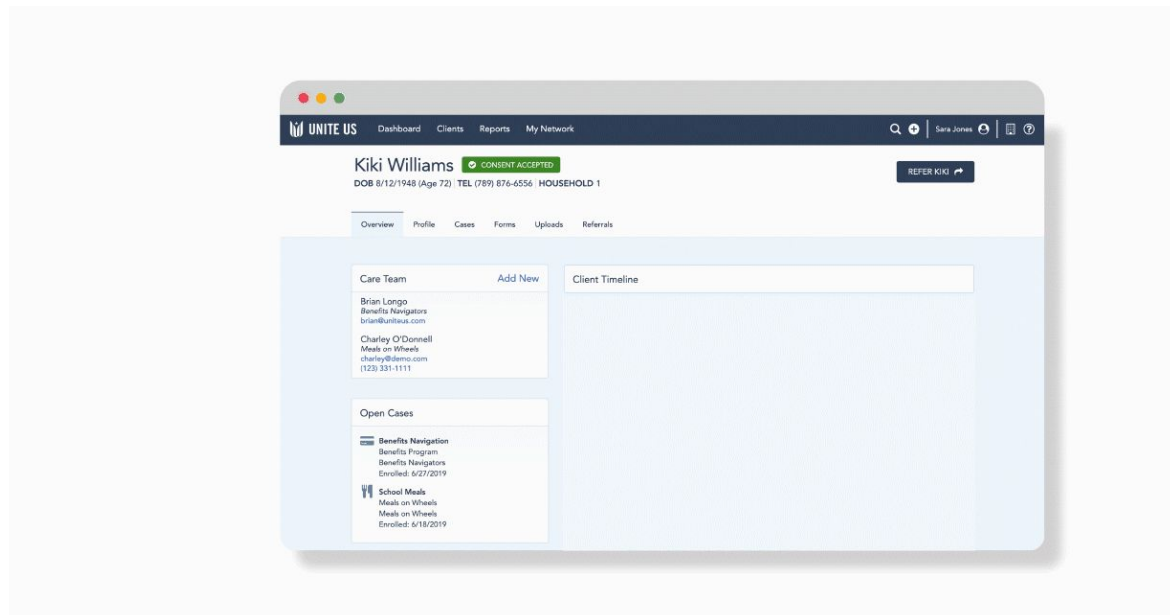 UNITE US Dashboard Clients Reports My Network Sara Jones
Kiki Williams CONSENT ACCEPTED
DOB 8/12/1948 (Age 72) TEL (789) 876-6556 HOUSEHOLD 1
REFER KIKI
Overview Profile Cases Forms Uploads Referrals
Care Team Add New
Brian Longo
Benefits Navigators
brian@uniteus.com
Charley O'Donnell
Meals on Wheels
charley@demo.com
(123) 331-1111
Open Cases
Benefits Navigation
Benefits Program
Benefits Navigators
Enrolled: 6/27/2019
School Meals
Meals on Wheels
Meals on Wheels
Enrolled: 6/18/2019
Client Timeline